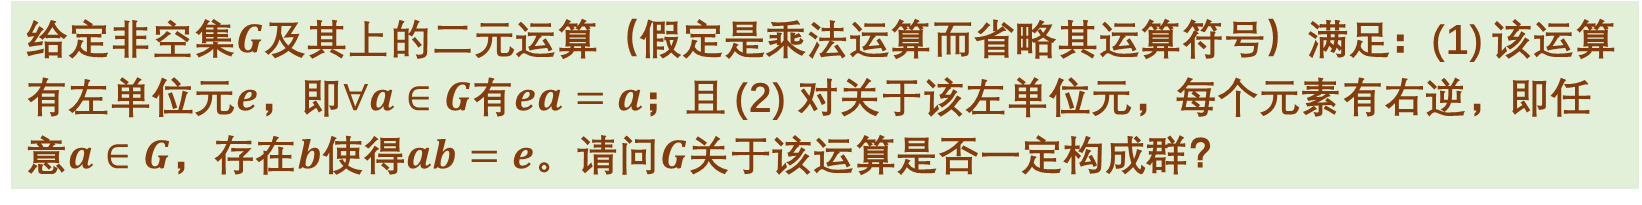 给定非空集G及其上的二元运算（假定是乘法运算而省略其运算符号）满足：(1) 该运算
有左单位元e，即∀a ∈ G有ea = a；且 (2) 对关于该左单位元，每个元素有右逆，即任
意a ∈ G，存在b使得ab = e。请问G关于该运算是否一定构成群？